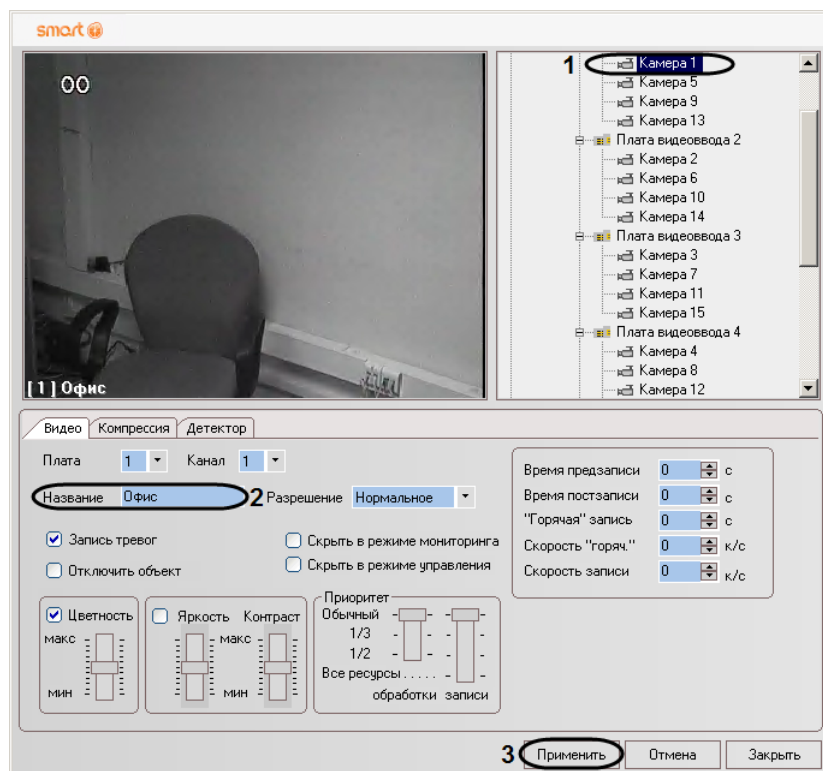 smart
00
[1] Офис
1
Камера 1
Камера 5
Камера 9
Камера 13
Плата видеоввода 2
Камера 2
Камера 6
Камера 10
Камера 14
Плата видеоввода 3
Камера 3
Камера 7
Камера 11
Камера 15
Плата видеоввода 4
Камера 4
Камера 8
Камера 12
Видео Компрессия Детектор
Плата 1 Канал 1
Название Офис 2 Разрешение Нормальное
Запись тревог Скрыть в режиме мониторинга
Отключить объект Скрыть в режиме управления
Время предзаписи 0 с
Время постзаписи 0 с
"Горячая" запись 0 с
Скорость "горяч." 0 к/с
Скорость записи 0 к/с
Цветность
макс
мин
Яркость Контраст
макс
мин
Приоритет
Обычный
1/3
1/2
Все ресурсы . . . . .
обработки записи
3 Применить Отмена Закрыть